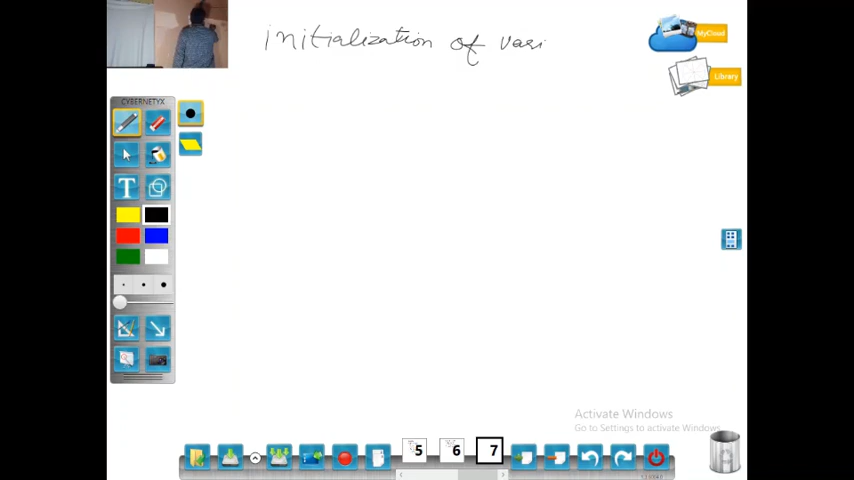 initialization of vari
MyCloud
Library
CYBERNETYX
T
Activate Windows
Go to Settings to activate Windows.
5
6
7